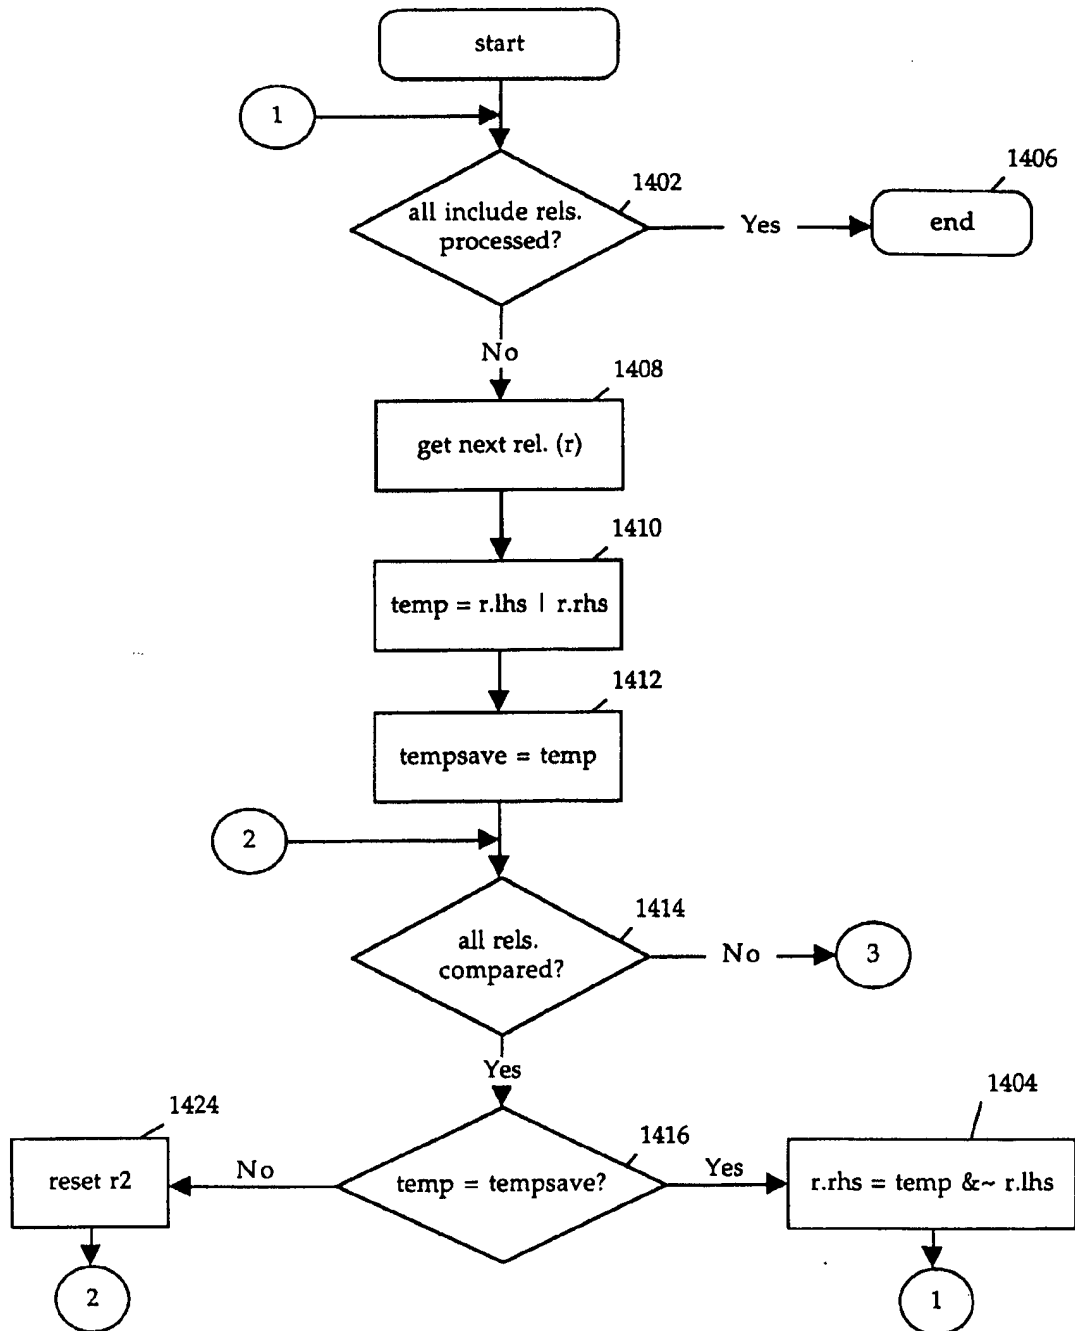 start
1
1402
all include rels.
processed?
Yes
1406
end
No
1408
get next rel. (r)
1410
temp = r.lhs | r.rhs
1412
tempsave = temp
2
1414
all rels.
compared?
No
3
Yes
1424
reset r2
No
1416
temp = tempsave?
Yes
1404
r.rhs = temp &~ r.lhs
2
1